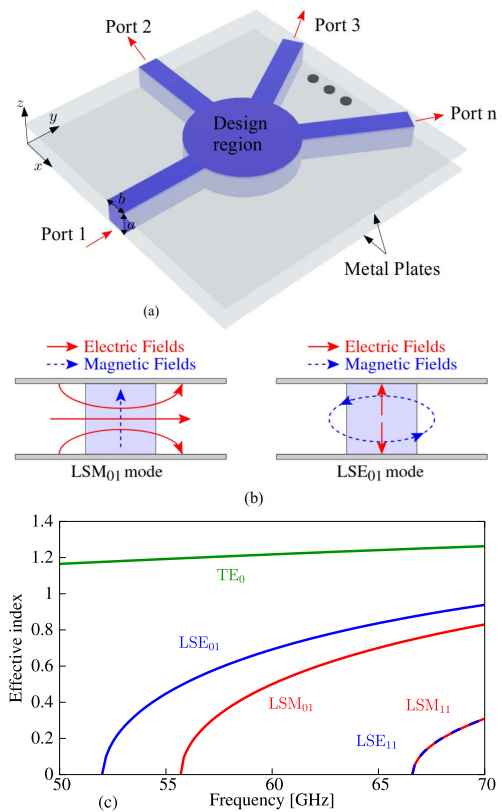 Port 2
Port 3
Port n
Design
region
z
y
x
b
a
Port 1
Metal Plates
(a)
Electric Fields
Magnetic Fields
LSM01 mode
Electric Fields
Magnetic Fields
LSE01 mode
(b)
Effective index
1.4
1.2
1
0.8
0.6
0.4
0.2
0
TE0
LSE01
LSM01
LSM11
LSE11
50
55
60
65
70
(c)
Frequency [GHz]